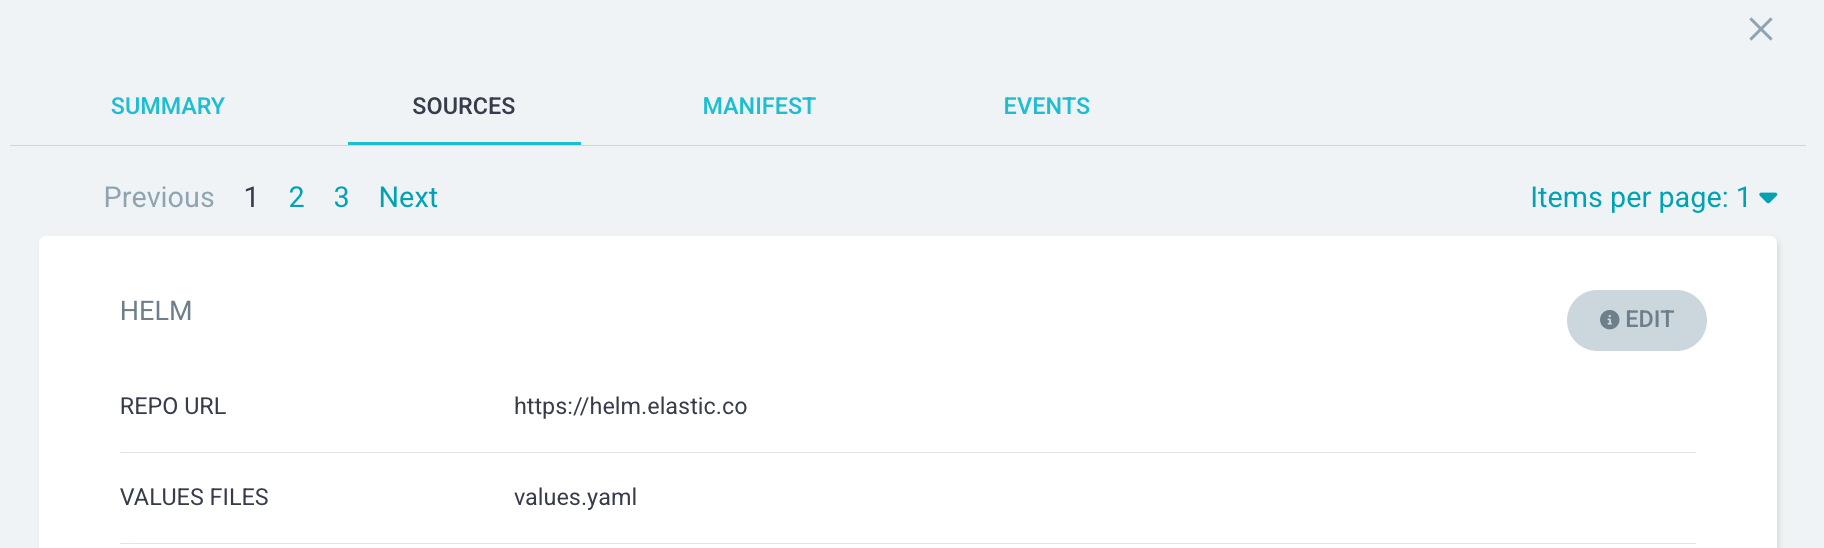 SUMMARY SOURCES MANIFEST EVENTS
Previous 1 2 3 Next Items per page: 1
HELM EDIT
REPO URL https://helm.elastic.co
VALUES FILES values.yaml